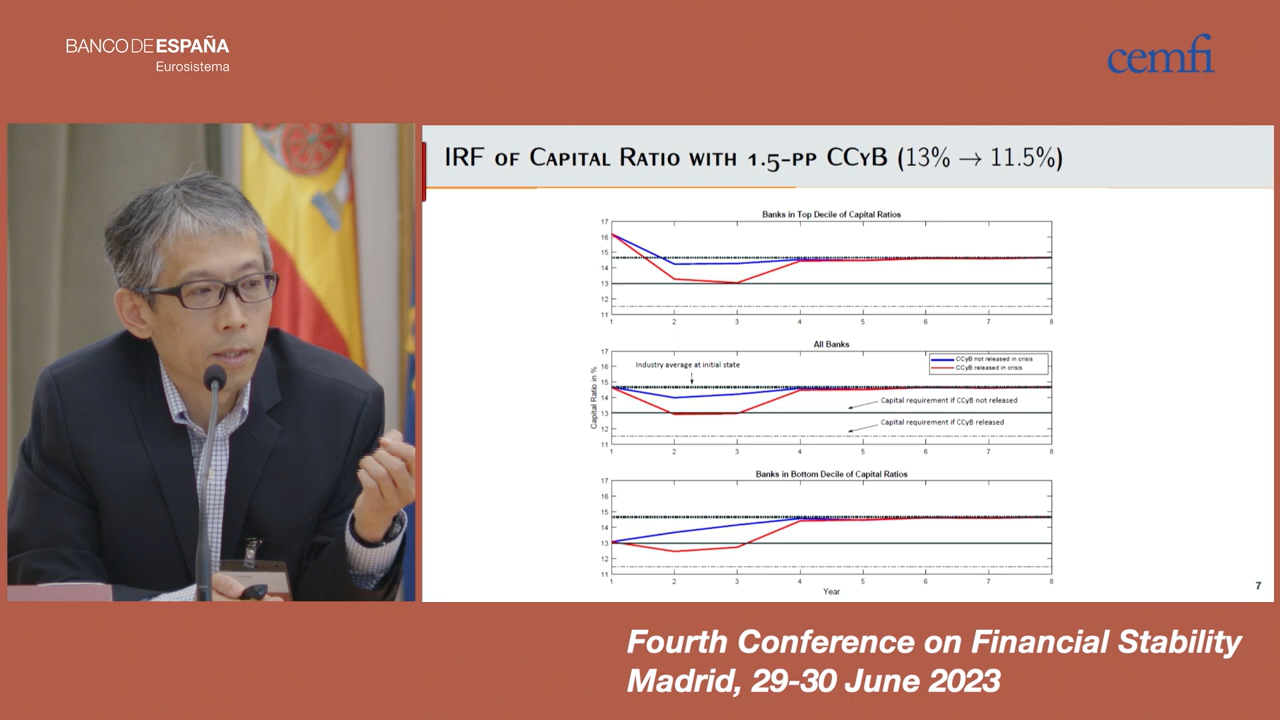 BANCO DE ESPAÑA
Eurosistema
cemfi
IRF OF CAPITAL RATIO WITH 1.5-PP CCYB (13% → 11.5%)
Banks in Top Decile of Capital Ratios
17
16
15
14
13
12
11
1 2 3 4 5 6 7 8
All Banks
17
16
15
14
13
12
11
Capital Ratio in %
Industry average at initial state
CCyB not released in crisis
CCyB released in crisis
Capital requirement if CCyB not released
Capital requirement if CCyB released
1 2 3 4 5 6 7 8
Banks in Bottom Decile of Capital Ratios
17
16
15
14
13
12
11
1 2 3 4 5 6 7 8
Year
7
Fourth Conference on Financial Stability
Madrid, 29-30 June 2023